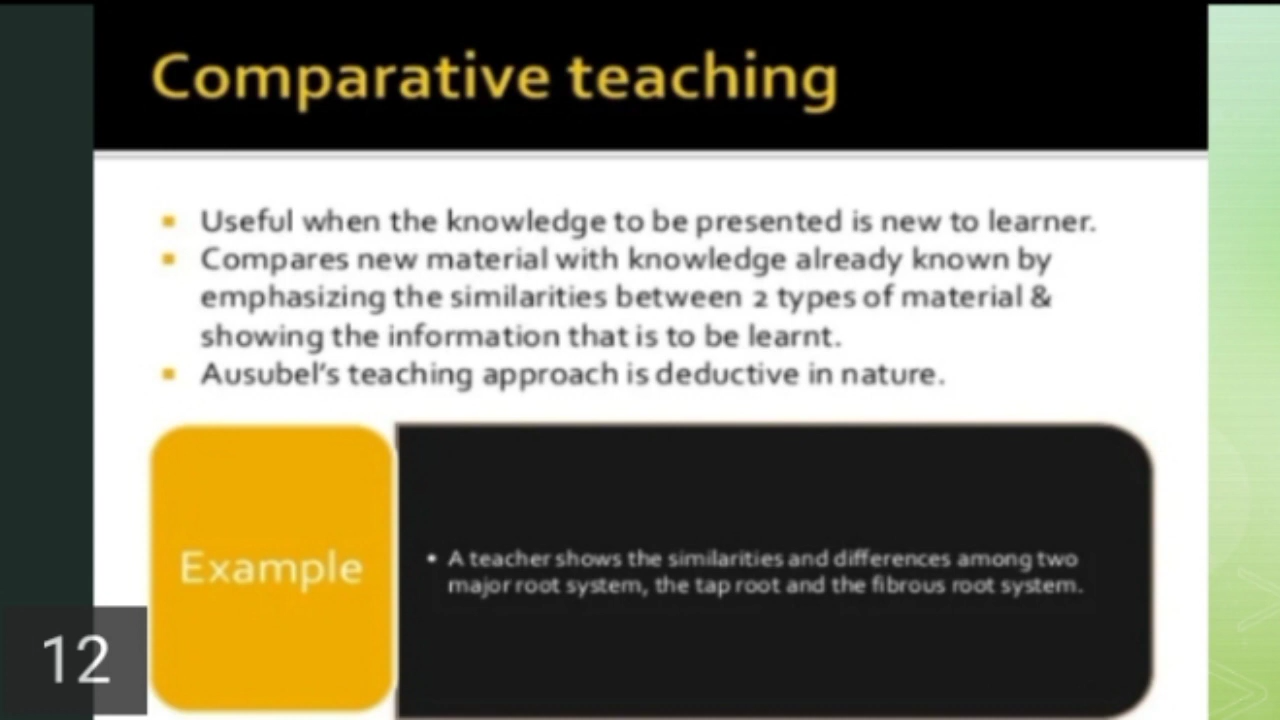 Comparative teaching
▪ Useful when the knowledge to be presented is new to learner.
▪ Compares new material with knowledge already known by
emphasizing the similarities between 2 types of material &
showing the information that is to be learnt.
▪ Ausubel's teaching approach is deductive in nature.
Example
• A teacher shows the similarities and differences among two
major root system, the tap root and the fibrous root system.
12